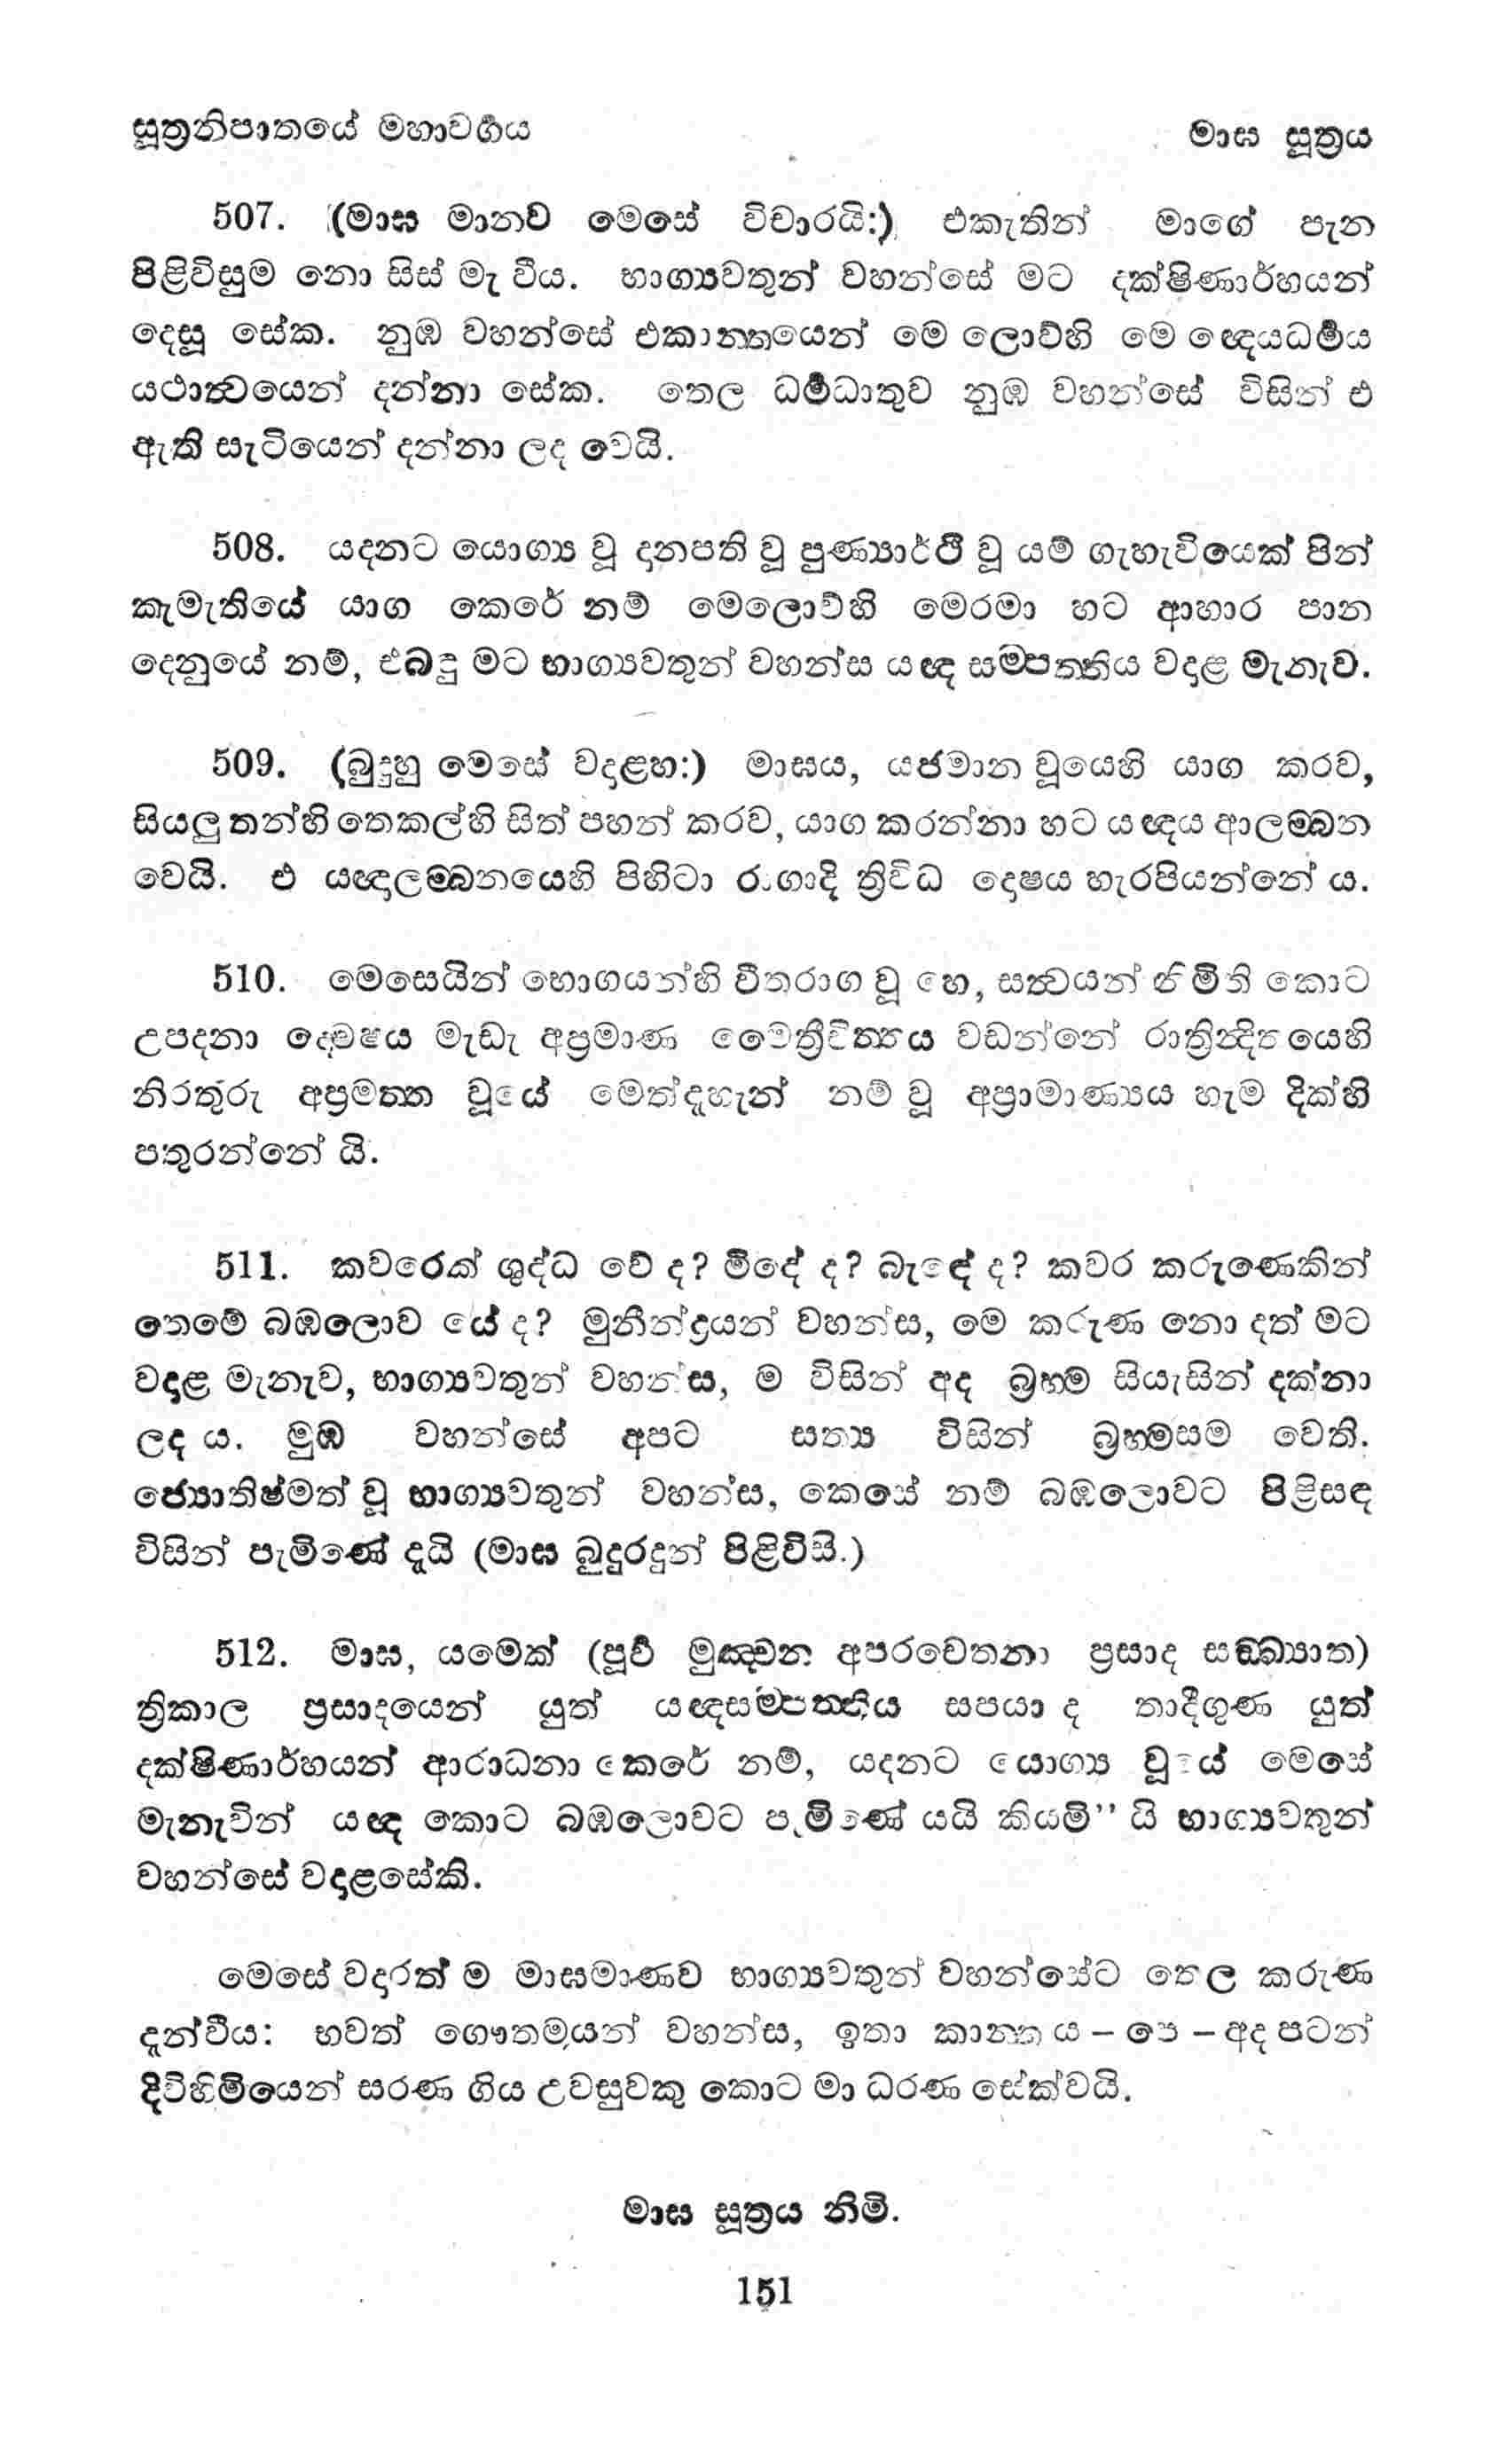 සූත්‍රනිපාතයේ මහාවර්‍ගය
මාඝ සූත්‍රය
507. (මාඝ මානව මෙසේ විචාරයි:) එකැතින් මාගේ පැන
පිළිවිසුම නො සිස් මැ විය. භාග්‍යවතුන් වහන්සේ මට දක්ෂිණාර්හයන්
දෙසූ සේක. නුඹ වහන්සේ එකාන්‍තයෙන් මෙ ලොව්හි මෙ ඥෙයධර්‍මය
යථාත්‍වයෙන් දන්නා සේක. තෙල ධර්‍මධාතුව නුඹ වහන්සේ විසින් එ
ඇති සැටියෙන් දන්නා ලද වෙයි.
508. යදනට යොග්‍ය වූ දානපති වූ පුණ්‍යාර්ථී වූ යම් ගැහැවියෙක් පින්
කැමැතියේ යාග කෙරේ නම් මෙලොව්හි මෙරමා හට ආහාර පාන
දෙනුයේ නම්, එබඳු මට භාග්‍යවතුන් වහන්ස යඥ සම්පත්‍තිය වදාළ මැනැව.
509. (බුදුහු මෙසේ වදාළහ:) මාඝය, යජමාන වූයෙහි යාග කරව,
සියලු තන්හි තෙකල්හි සිත් පහන් කරව, යාග කරන්නා හට යඥය ආලම්බන
වෙයි. එ යඥාලම්බනයෙහි පිහිටා රාගාදි ත්‍රිවිධ දොෂය හැරපියන්නේ ය.
510. මෙසෙයින් භොගයන්හි වීතරාග වූ හෙ, සත්‍වයන් නිමිති කොට
උපදනා දොෂය මැඩැ අප්‍රමාණ මෛත්‍රීචිත්‍තය වඩන්නේ රාත්‍රින්‍දිවයෙහි
නිරතුරු අප්‍රමත්‍ත වූයේ මෙත්දැහැන් නම් වූ අප්‍රාමාණ්‍යය හැම දික්හි
පතුරන්නේ යි.
511. කවරෙක් ශුද්ධ වේ ද? මිදේ ද? බැඳේ ද? කවර කරුණෙකින්
තෙමේ බඹලොව යේ ද? මුනීන්ද්‍රයන් වහන්ස, මෙ කරුණ නො දත් මට
වදාළ මැනැව, භාග්‍යවතුන් වහන්ස, ම විසින් අද බ්‍රහ්ම සියැසින් දක්නා
ලද ය. මුඹ වහන්සේ අපට සත්‍ය විසින් බ්‍රහ්මසම වෙති.
ජ්‍යොතිෂ්මත් වූ භාග්‍යවතුන් වහන්ස, කෙසේ නම් බඹලොවට පිළිසඳ
විසින් පැමිණේ දැයි (මාඝ බුදුරදුන් පිළිවිසි.)
512. මාඝ, යමෙක් (පූර්‍ව මුඤ්චන අපරචෙතනා ප්‍රසාද සඞ්ඛ්‍යාත)
ත්‍රිකාල ප්‍රසාදයෙන් යුත් යඥසම්පත්‍තිය සපයා ද තාදීගුණ යුත්
දක්ෂිණාර්හයන් ආරාධනා කෙරේ නම්, යදනට යොග්‍ය වූයේ මෙසේ
මැනැවින් යඥ කොට බඹලොවට පැමිණේ යයි කියමි’’ යි භාග්‍යවතුන්
වහන්සේ වදාළසේකි.
මෙසේ වදාරත් ම මාඝමාණව භාග්‍යවතුන් වහන්සේට තෙල කරුණ
දැන්වීය: භවත් ගෞතමයන් වහන්ස, ඉතා කාන්‍ත ය – පෙ – අද පටන්
දිවිහිමියෙන් සරණ ගිය උවසුවකු කොට මා ධරණ සේක්වයි.
මාඝ සූත්‍රය නිමි.
151